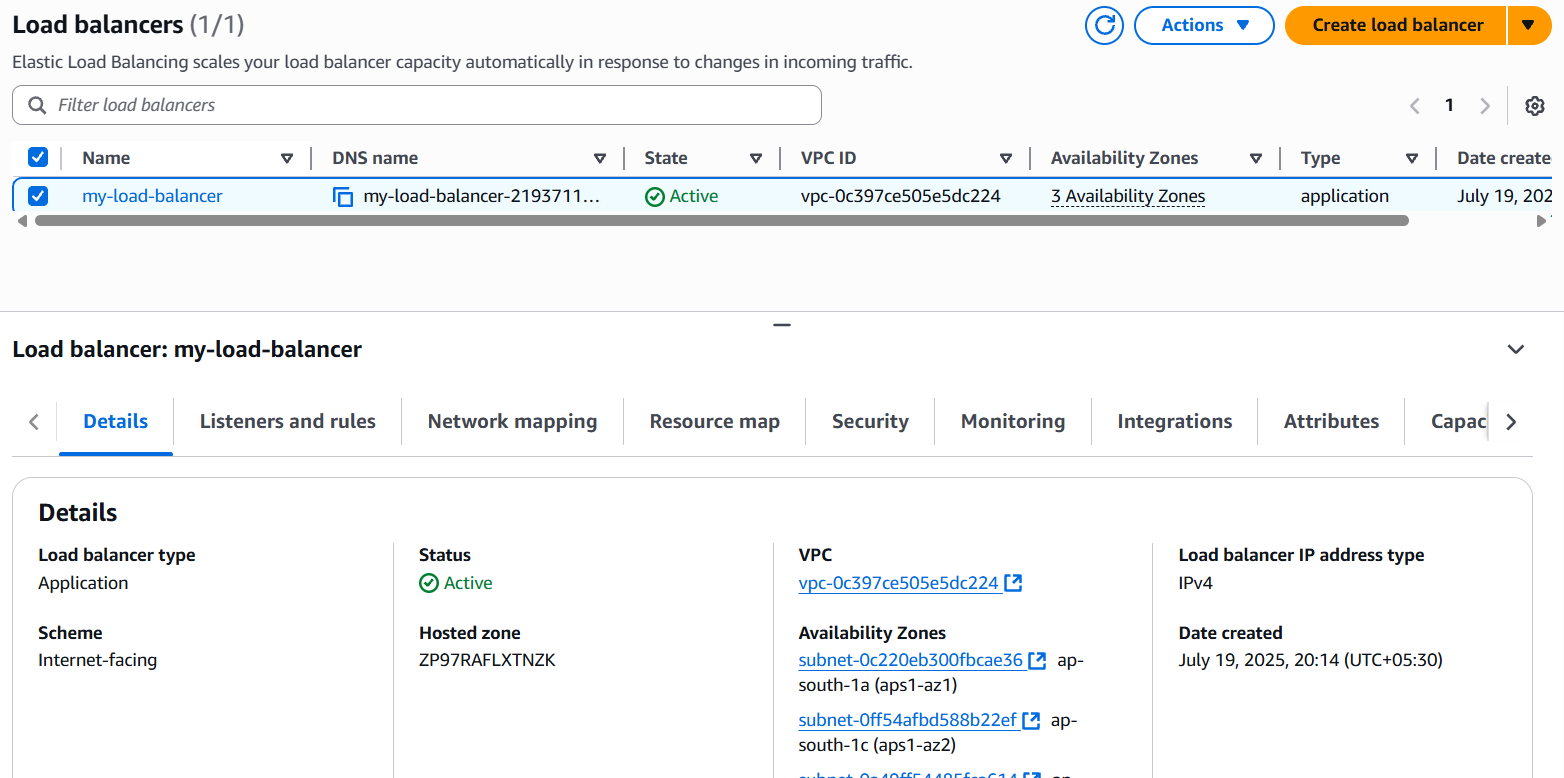 Load balancers (1/1)
Actions
Create load balancer
Elastic Load Balancing scales your load balancer capacity automatically in response to changes in incoming traffic.
Filter load balancers
1
Name DNS name State VPC ID Availability Zones Type Date create
my-load-balancer my-load-balancer-2193711... Active vpc-0c397ce505e5dc224 3 Availability Zones application July 19, 202
Load balancer: my-load-balancer
Details Listeners and rules Network mapping Resource map Security Monitoring Integrations Attributes Capac
Details
Load balancer type
Application
Scheme
Internet-facing
Status
Active
Hosted zone
ZP97RAFLXTNZK
VPC
vpc-0c397ce505e5dc224
Availability Zones
subnet-0c220eb300fbcae36 ap-
south-1a (aps1-az1)
subnet-0ff54afbd588b22ef ap-
south-1c (aps1-az2)
Load balancer IP address type
IPv4
Date created
July 19, 2025, 20:14 (UTC+05:30)